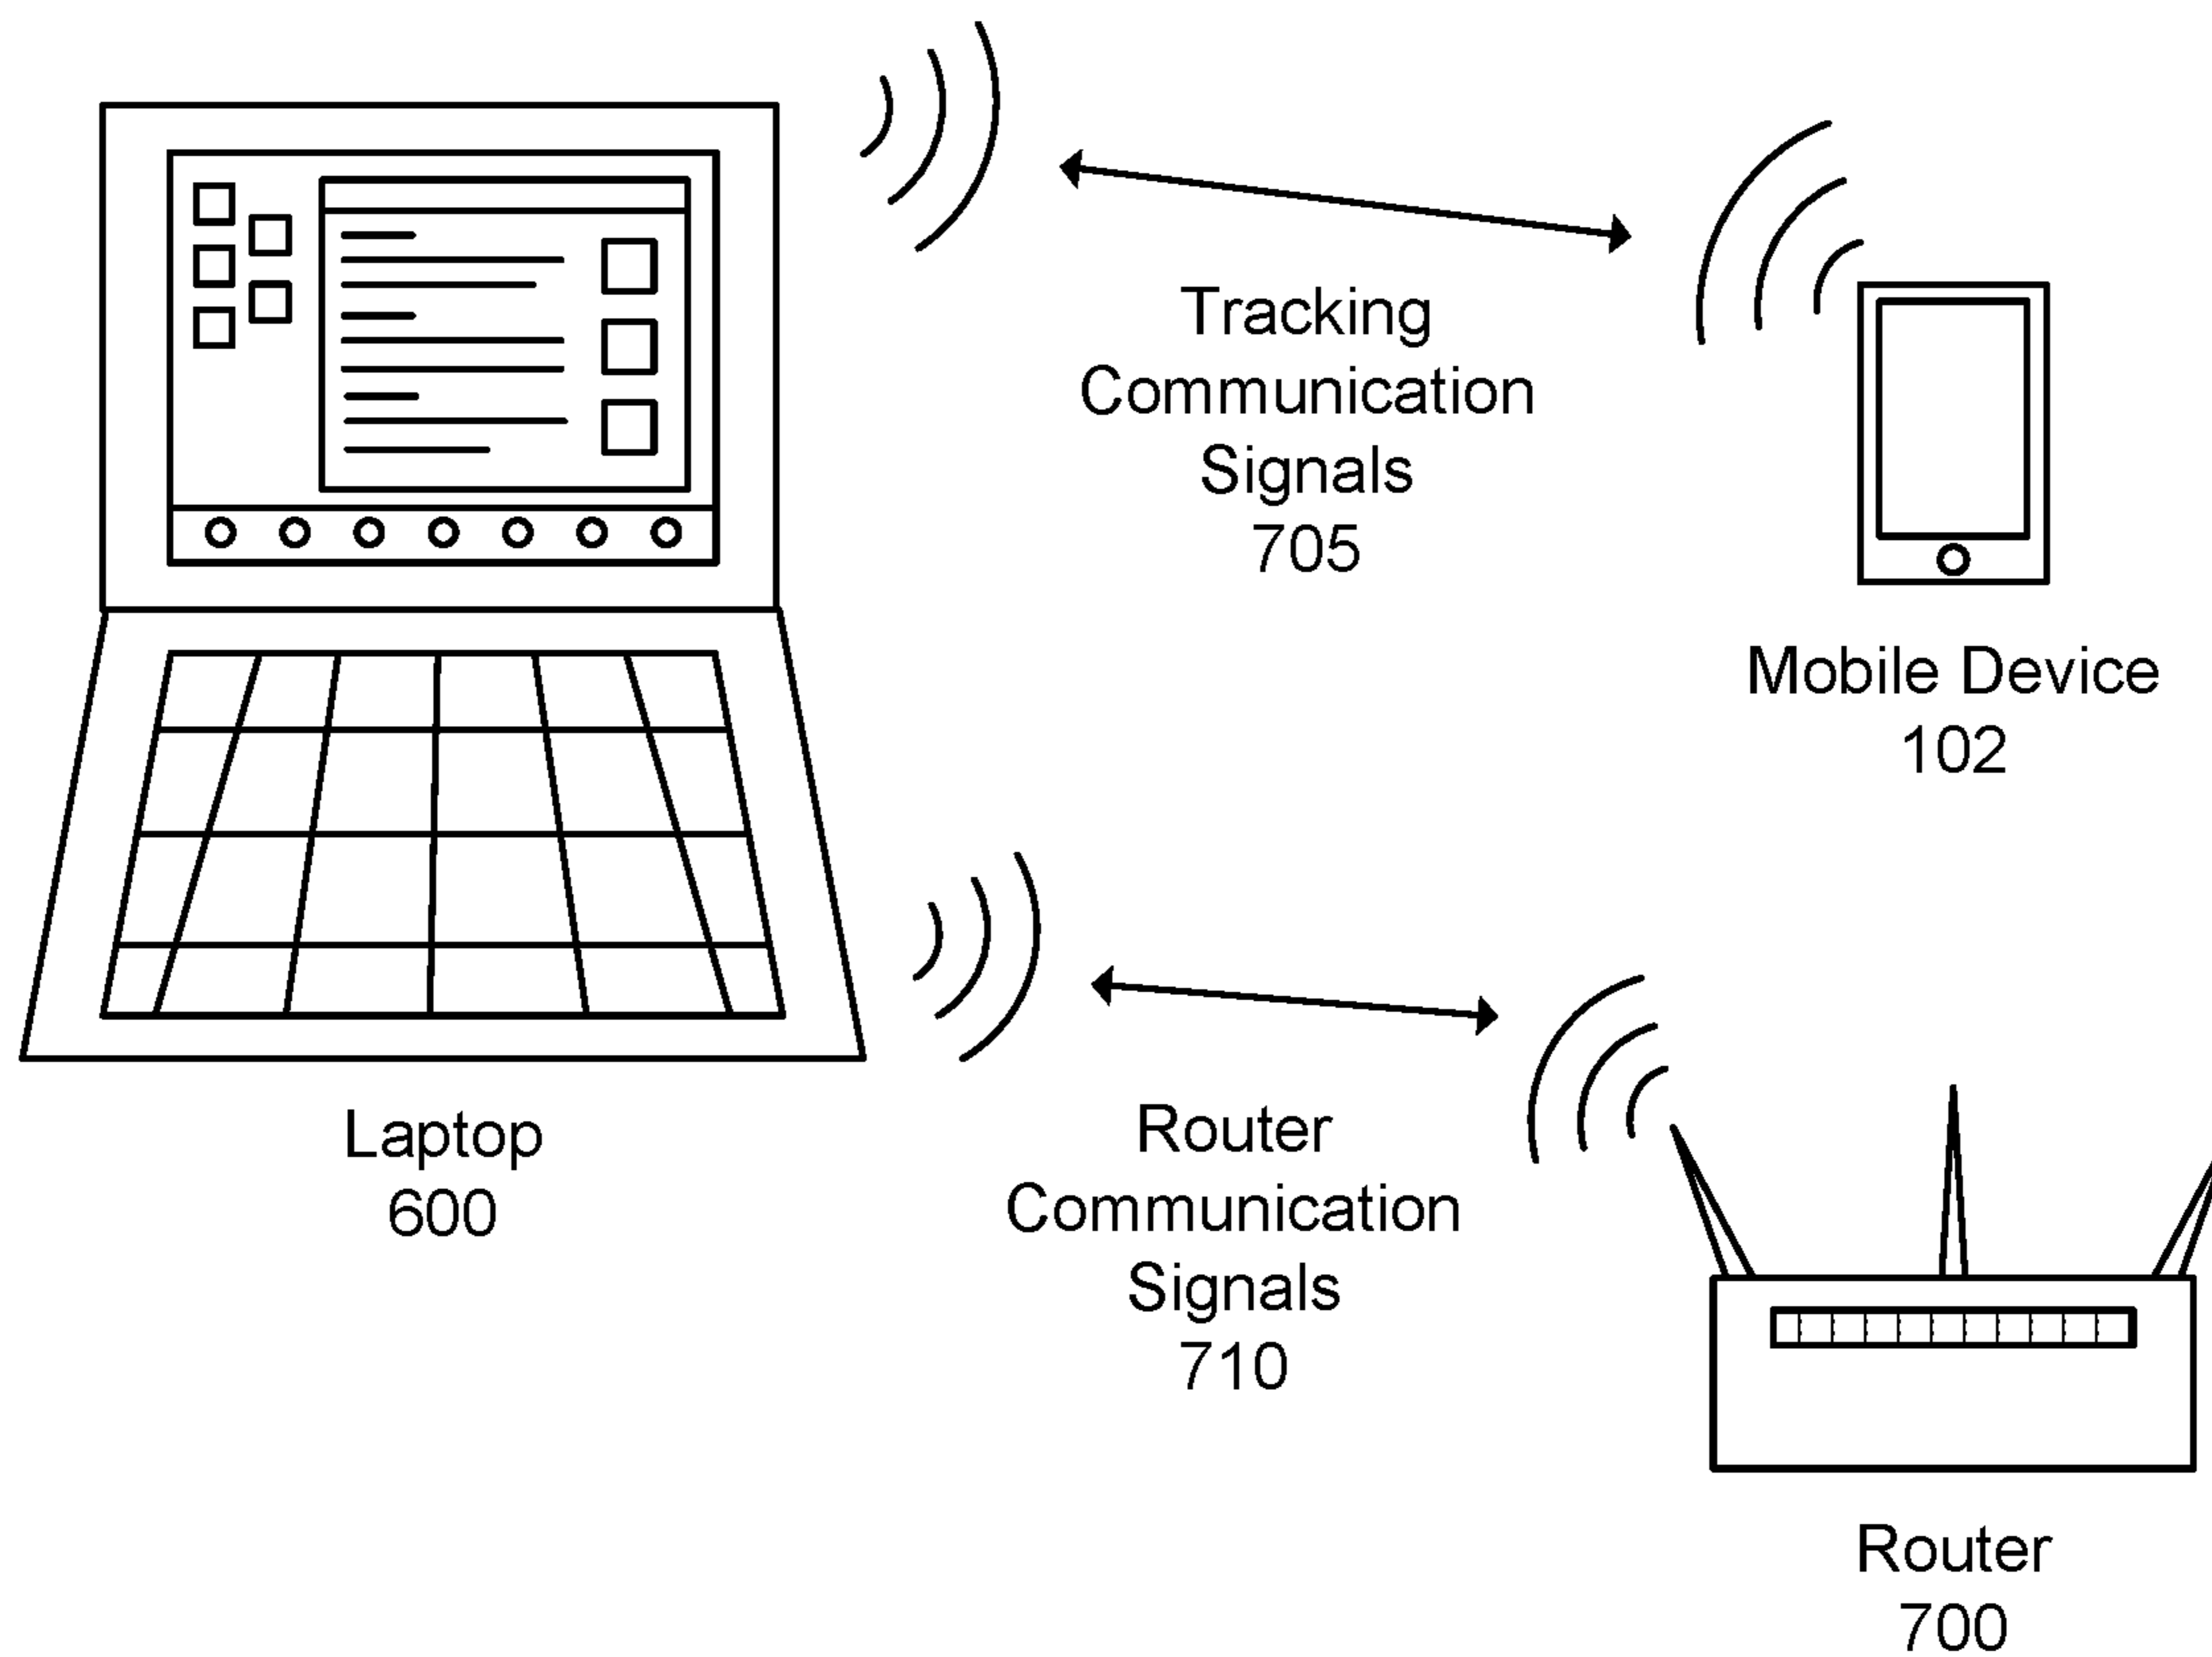 Tracking
Communication
Signals
705
Mobile Device
102
Laptop
600
Router
Communication
Signals
710
Router
700